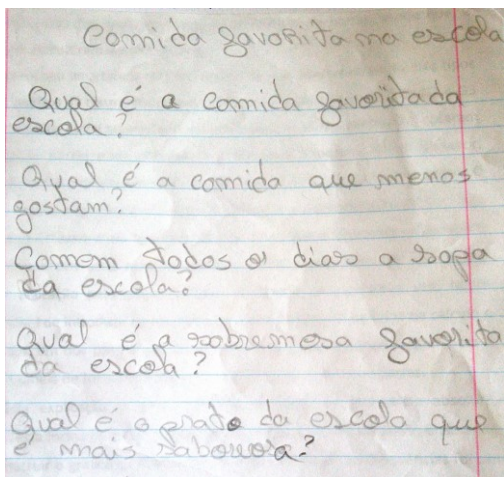 Comida favorita na escola
Qual é a comida favorita da
escola?
Qual é a comida que menos
gostam?
Comem todos os dias a sopa
da escola?
Qual é a sobremesa favorita
da escola?
Qual é o prato da escola que
é mais saborosa?